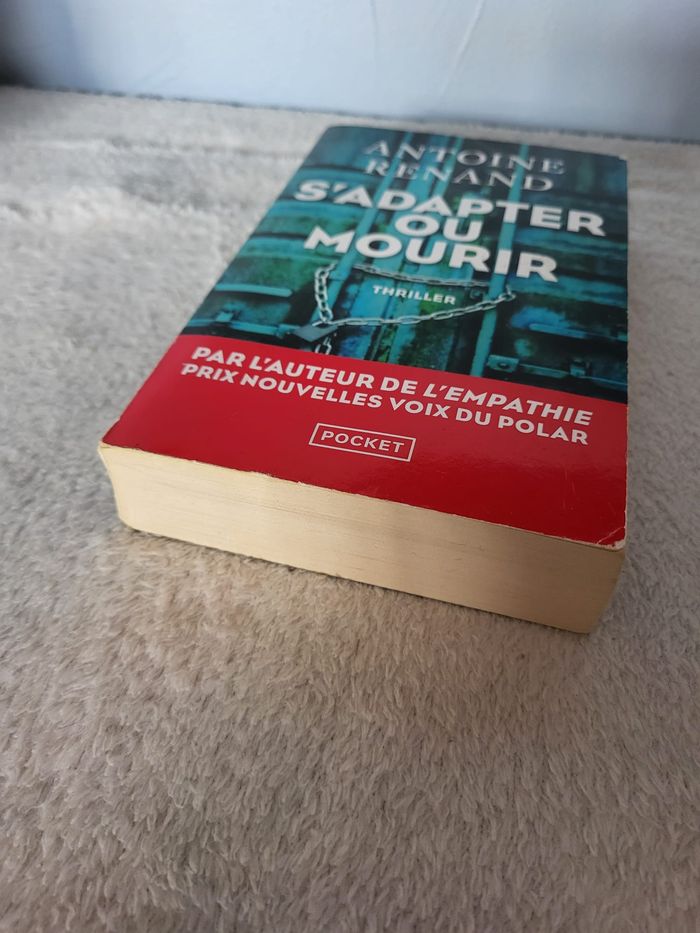 ANTOINE
RENAND
S'ADAPTER
OU
MOURIR
THRILLER
PAR L'AUTEUR DE L'EMPATHIE
PRIX NOUVELLES VOIX DU POLAR
POCKET